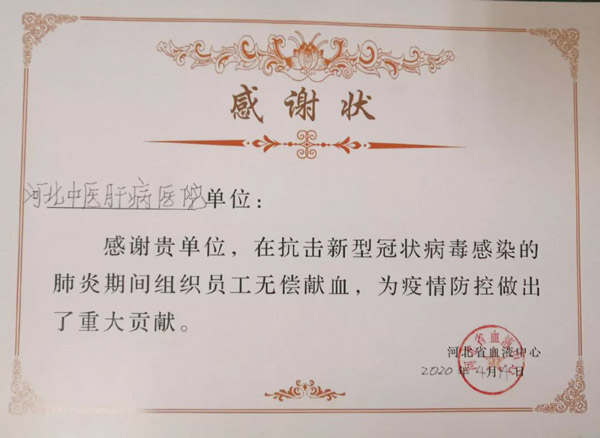 感谢状
河北中医肝病医院单位：
感谢贵单位，在抗击新型冠状病毒感染的
肺炎期间组织员工无偿献血，为疫情防控做出
了重大贡献。
河北省血液中心
2020年4月14日